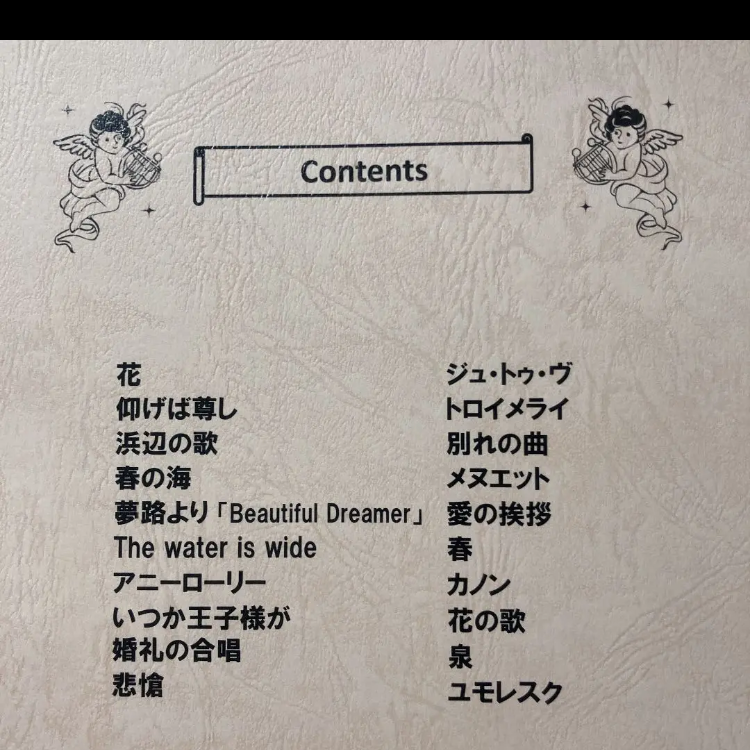 Contents
花
仰げば尊し
浜辺の歌
春の海
夢路より「Beautiful Dreamer」
The water is wide
アニーローリー
いつか王子様が
婚礼の合唱
悲愴
ジュ・トゥ・ヴ
トロイメライ
別れの曲
メヌエット
愛の挨拶
春
カノン
花の歌
泉
ユモレスク